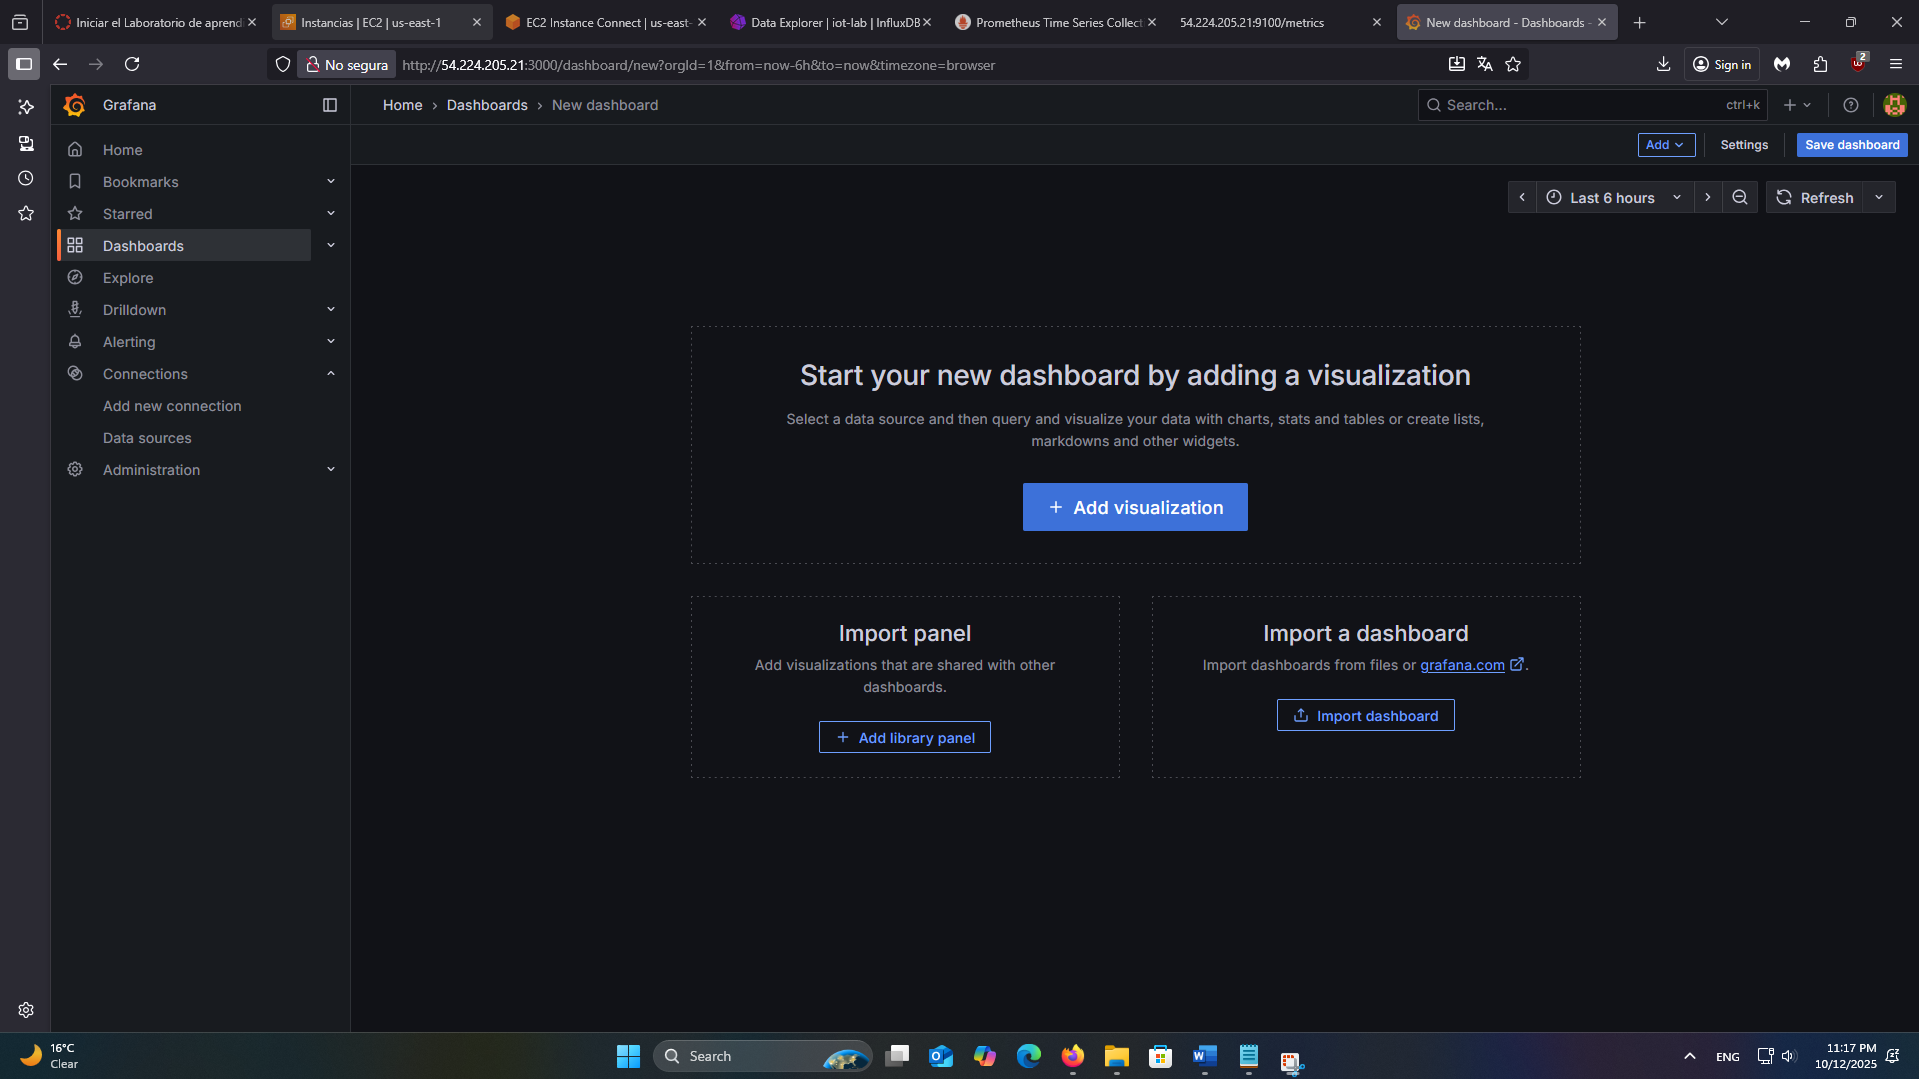 Iniciar el Laboratorio de aprend
Instancias | EC2 | us-east-1
EC2 Instance Connect | us-east-
Data Explorer | iot-lab | InfluxDB
Prometheus Time Series Collect
54.224.205.21:9100/metrics
New dashboard - Dashboards -
No segura
http://54.224.205.21:3000/dashboard/new?orgId=1&from=now-6h&to=now&timezone=browser
Sign in
2
Grafana
Home › Dashboards › New dashboard
Search...
ctrl+k
Add
Settings
Save dashboard
Last 6 hours
Refresh
Home
Bookmarks
Starred
Dashboards
Explore
Drilldown
Alerting
Connections
Add new connection
Data sources
Administration
Start your new dashboard by adding a visualization
Select a data source and then query and visualize your data with charts, stats and tables or create lists,
markdowns and other widgets.
+ Add visualization
Import panel
Add visualizations that are shared with other
dashboards.
+ Add library panel
Import a dashboard
Import dashboards from files or grafana.com.
Import dashboard
16°C
Clear
Search
ENG
11:17 PM
10/12/2025